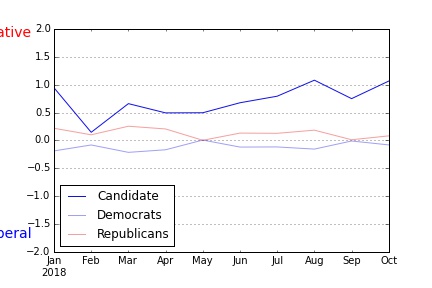 ative
2.0
1.5
1.0
0.5
0.0
−0.5
−1.0
−1.5
−2.0
beral
Candidate
Democrats
Republicans
Jan Feb Mar Apr May Jun Jul Aug Sep Oct
2018